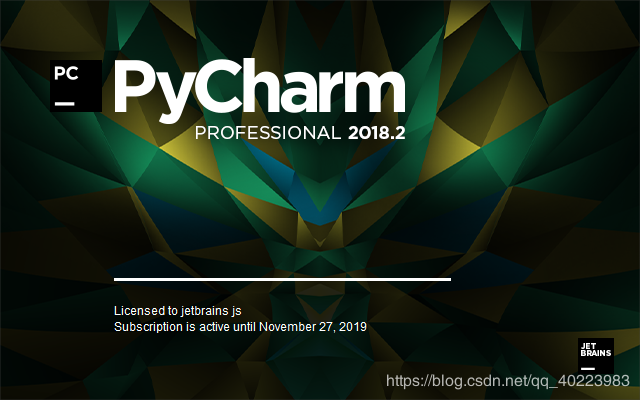 PC
PyCharm
PROFESSIONAL 2018.2
Licensed to jetbrains js
Subscription is active until November 27, 2019
JET
BRAINS
https://blog.csdn.net/qq_40223983